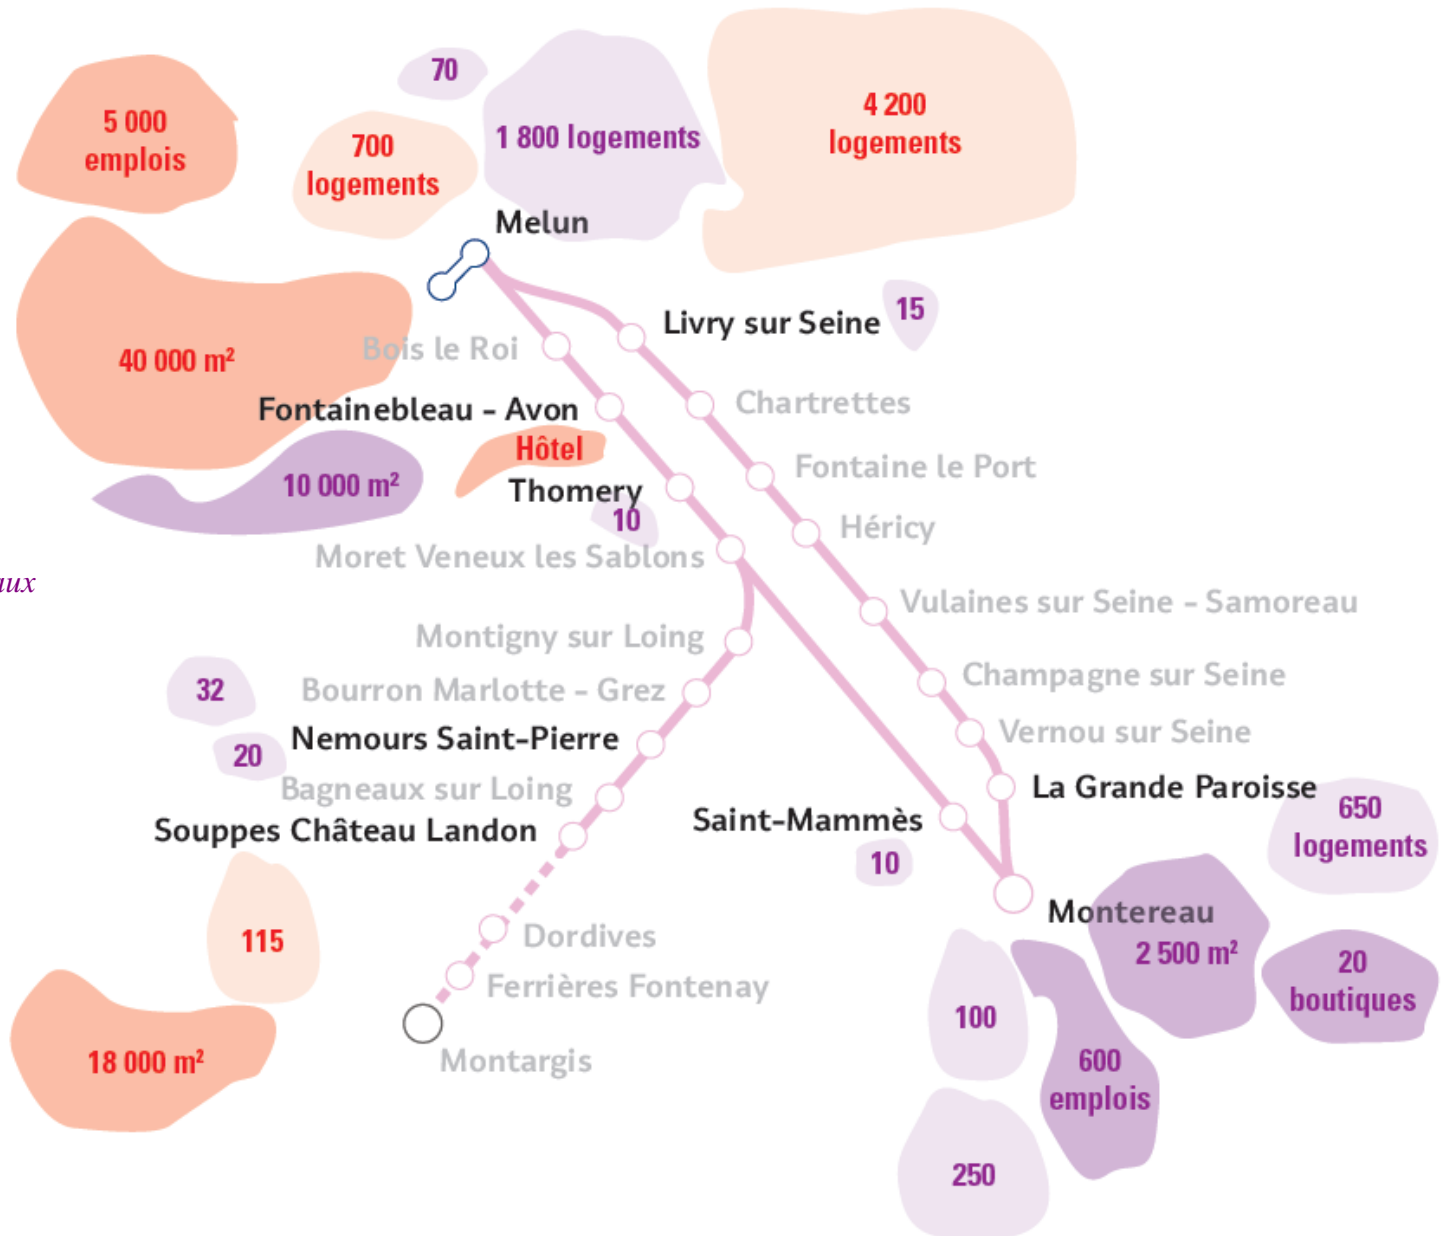 70
5 000
emplois
700
logements
1 800 logements
4 200
logements
Melun
Livry sur Seine
15
Bois le Roi
40 000 m²
Chartrettes
Fontainebleau - Avon
Hôtel
Fontaine le Port
10 000 m²
Thomery
10
Héricy
Moret Veneux les Sablons
Vulaines sur Seine - Samoreau
Montigny sur Loing
Champagne sur Seine
32
Bourron Marlotte - Grez
Vernou sur Seine
Nemours Saint-Pierre
20
Bagneaux sur Loing
La Grande Paroisse
650
logements
Souppes Château Landon
Saint-Mammès
10
Montereau
2 500 m²
20
boutiques
115
Dordives
Ferrières Fontenay
100
18 000 m²
Montargis
600
emplois
250